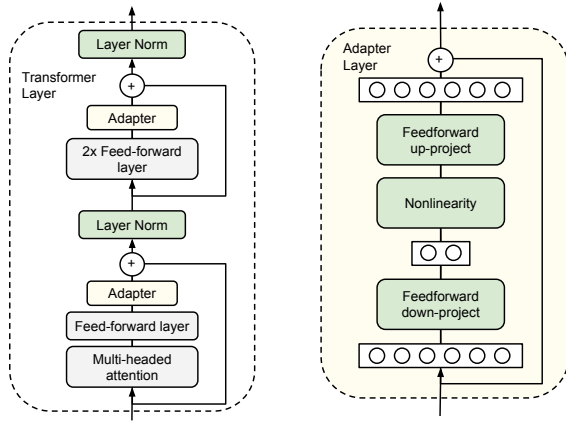 Layer Norm
Transformer
Layer
+
Adapter
2x Feed-forward
layer
Layer Norm
+
Adapter
Feed-forward layer
Multi-headed
attention
Adapter
Layer
+
Feedforward
up-project
Nonlinearity
Feedforward
down-project